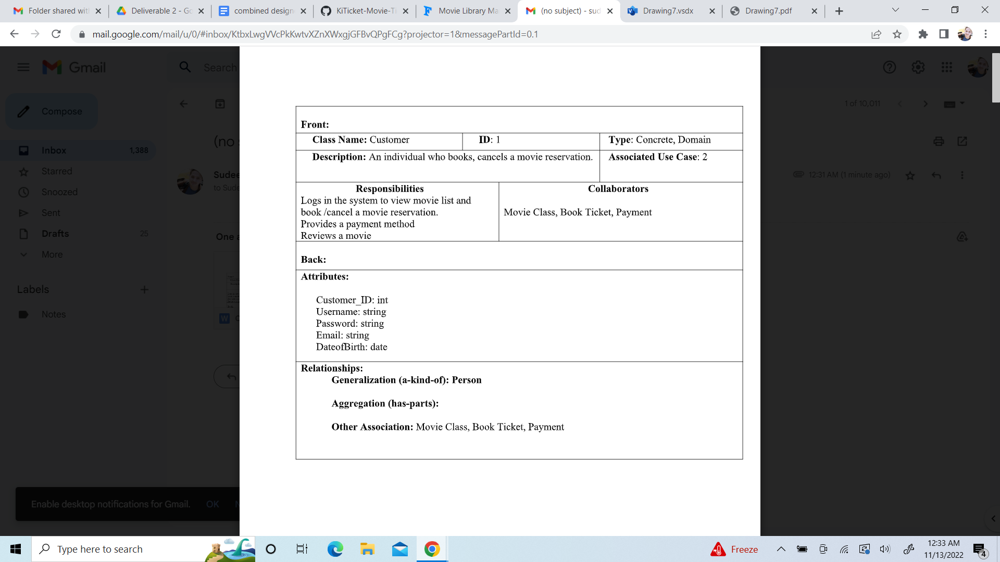 Folder shared wit
Deliverable 2 - Go
combined design
KiTicket-Movie-Ti
Movie Library Ma
(no subject) - sud
Drawing7.vsdx
Drawing7.pdf
mail.google.com/mail/u/0/#inbox/KtbxLwgVVcPkKwtvXZnXWxgjGFBvQPgFCg?projector=1&messagePartId=0.1
Gmail
Search
Compose
1 of 10,011
(no s
Inbox 1,388
Starred
Sudee
12:31 AM (1 minute ago)
to Sude
Snoozed
Sent
Drafts 25
One a
More
Labels
Notes
Front:
Class Name: Customer
ID: 1
Type: Concrete, Domain
Description: An individual who books, cancels a movie reservation.
Associated Use Case: 2
Responsibilities
Logs in the system to view movie list and
book /cancel a movie reservation.
Provides a payment method
Reviews a movie
Collaborators
Movie Class, Book Ticket, Payment
Back:
Attributes:
Customer_ID: int
Username: string
Password: string
Email: string
DateofBirth: date
Relationships:
Generalization (a-kind-of): Person
Aggregation (has-parts):
Other Association: Movie Class, Book Ticket, Payment
Enable desktop notifications for Gmail. OK N
Type here to search
Freeze
12:33 AM
11/13/2022
4